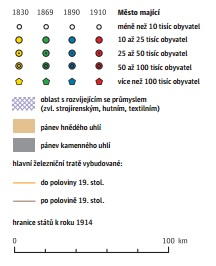 1830 1869 1890 1910 Město mající
méně než 10 tisíc obyvatel
10 až 25 tisíc obyvatel
25 až 50 tisíc obyvatel
50 až 100 tisíc obyvatel
více než 100 tisíc obyvatel
oblast s rozvíjejícím se průmyslem
(zvl. strojírenským, hutním, textilním)
pánev hnědého uhlí
pánev kamenného uhlí
hlavní železniční tratě vybudované:
do poloviny 19. stol.
po polovině 19. stol.
hranice států k roku 1914
0 100 km